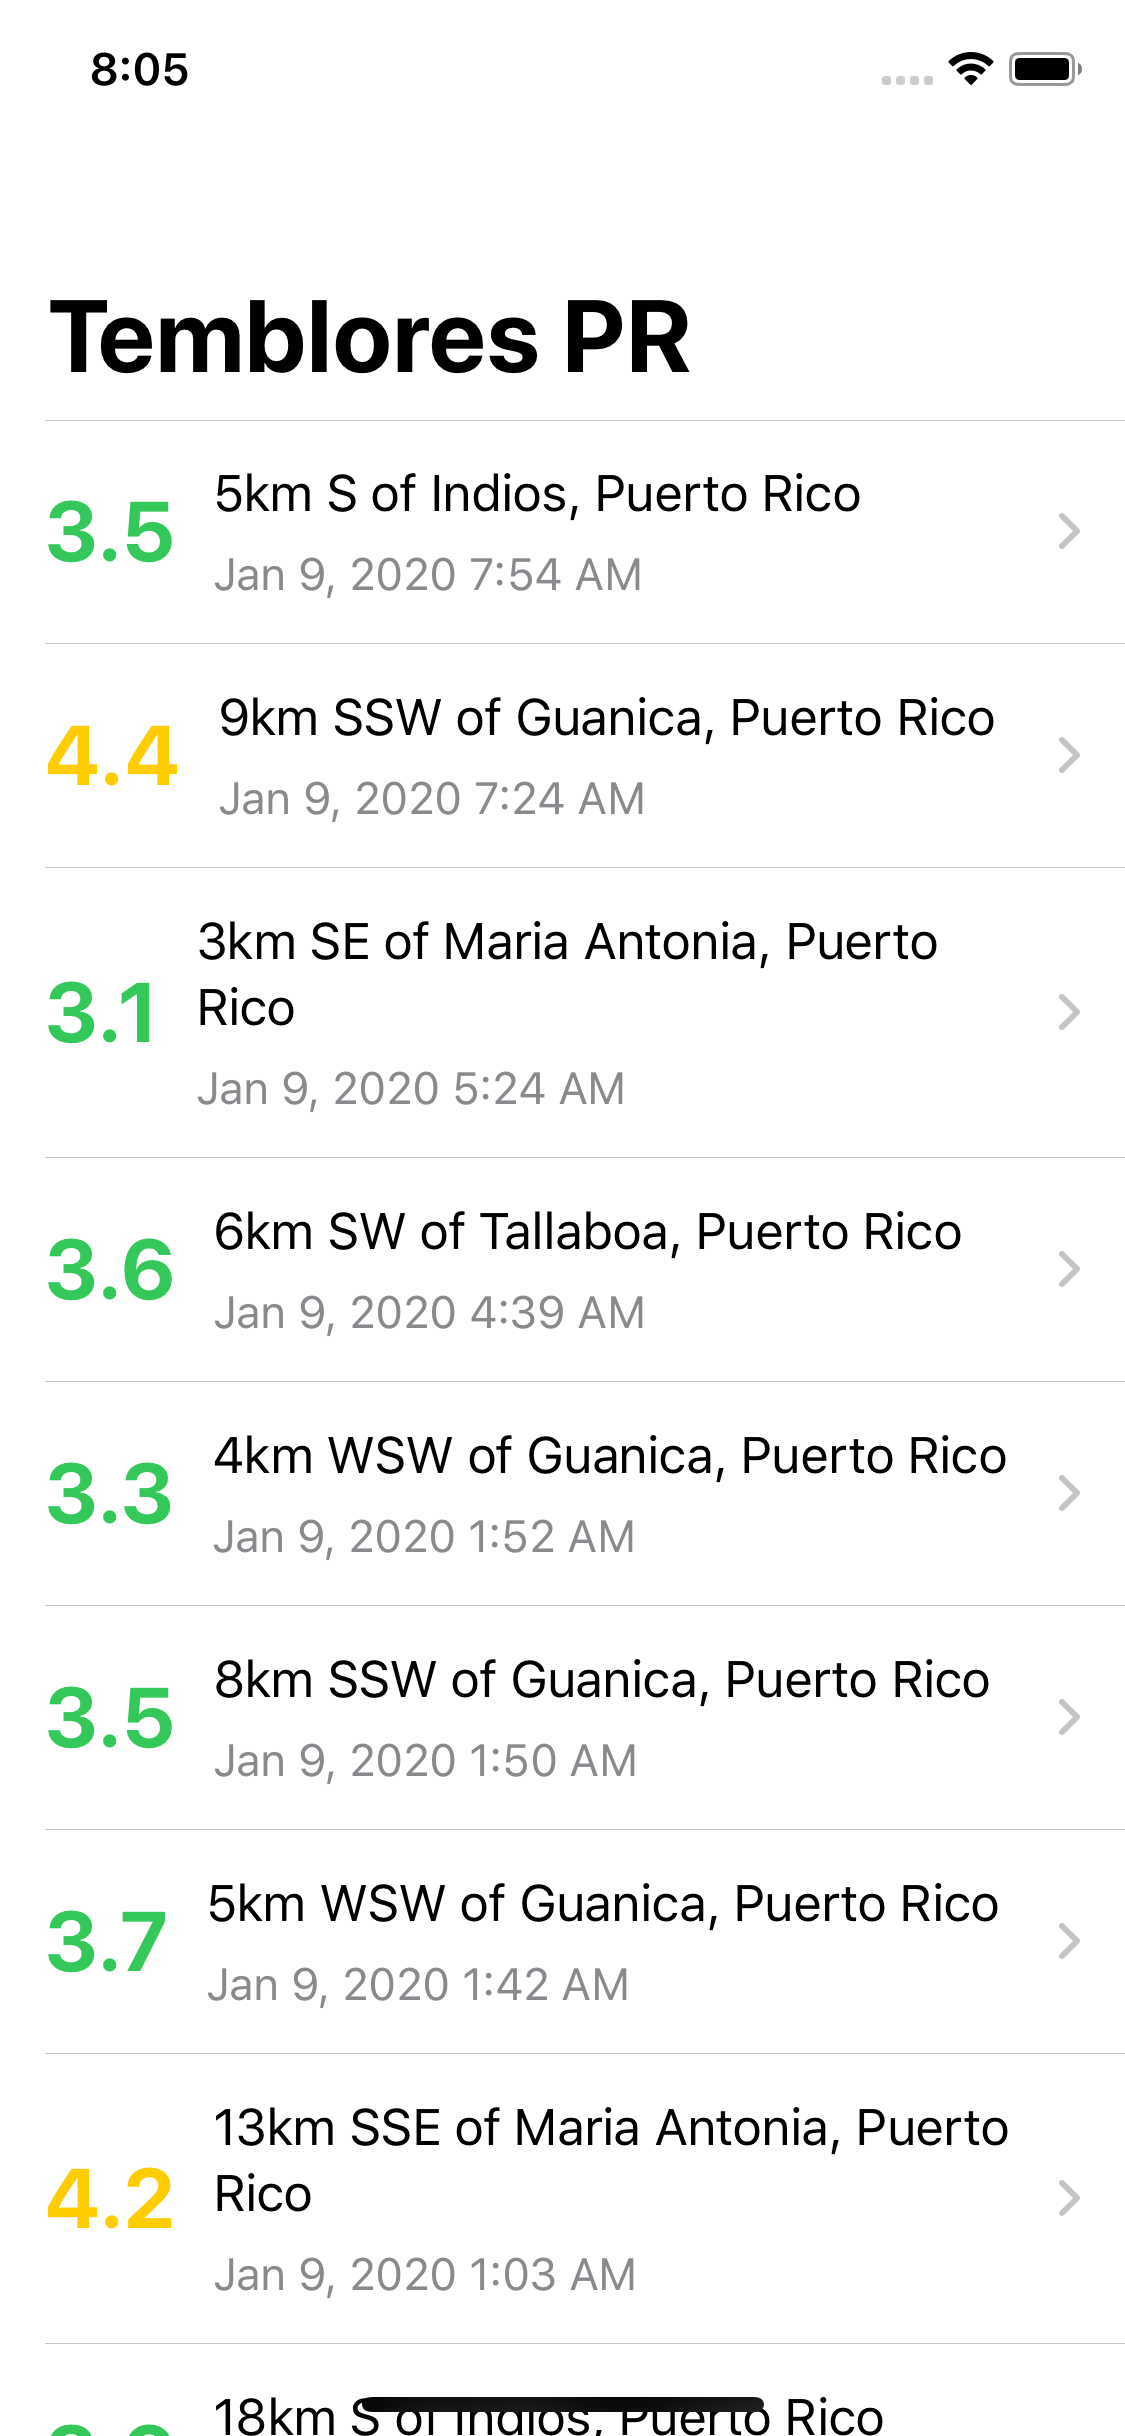 8:05
Temblores PR
3.5
5km S of Indios, Puerto Rico
Jan 9, 2020 7:54 AM
4.4
9km SSW of Guanica, Puerto Rico
Jan 9, 2020 7:24 AM
3.1
3km SE of Maria Antonia, Puerto
Rico
Jan 9, 2020 5:24 AM
3.6
6km SW of Tallaboa, Puerto Rico
Jan 9, 2020 4:39 AM
3.3
4km WSW of Guanica, Puerto Rico
Jan 9, 2020 1:52 AM
3.5
8km SSW of Guanica, Puerto Rico
Jan 9, 2020 1:50 AM
3.7
5km WSW of Guanica, Puerto Rico
Jan 9, 2020 1:42 AM
4.2
13km SSE of Maria Antonia, Puerto
Rico
Jan 9, 2020 1:03 AM
18km S of Indios, Puerto Rico